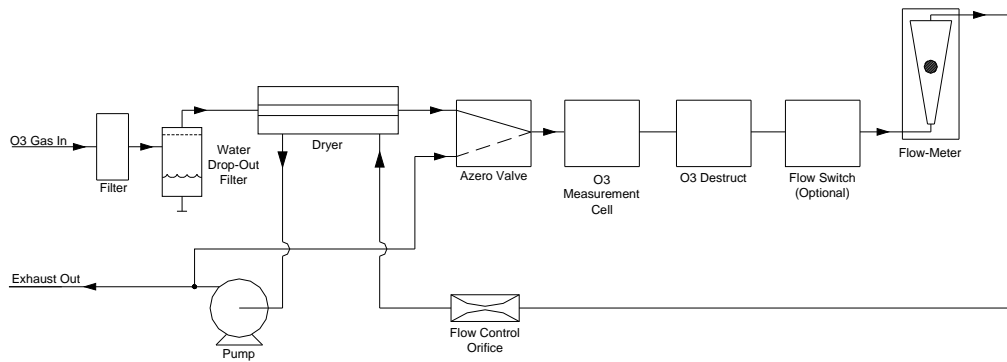 O3 Gas In
Filter
Water
Drop-Out
Filter
Dryer
Azero Valve
O3
Measurement
Cell
O3 Destruct
Flow Switch
(Optional)
Flow-Meter
Exhaust Out
Pump
Flow Control
Orifice